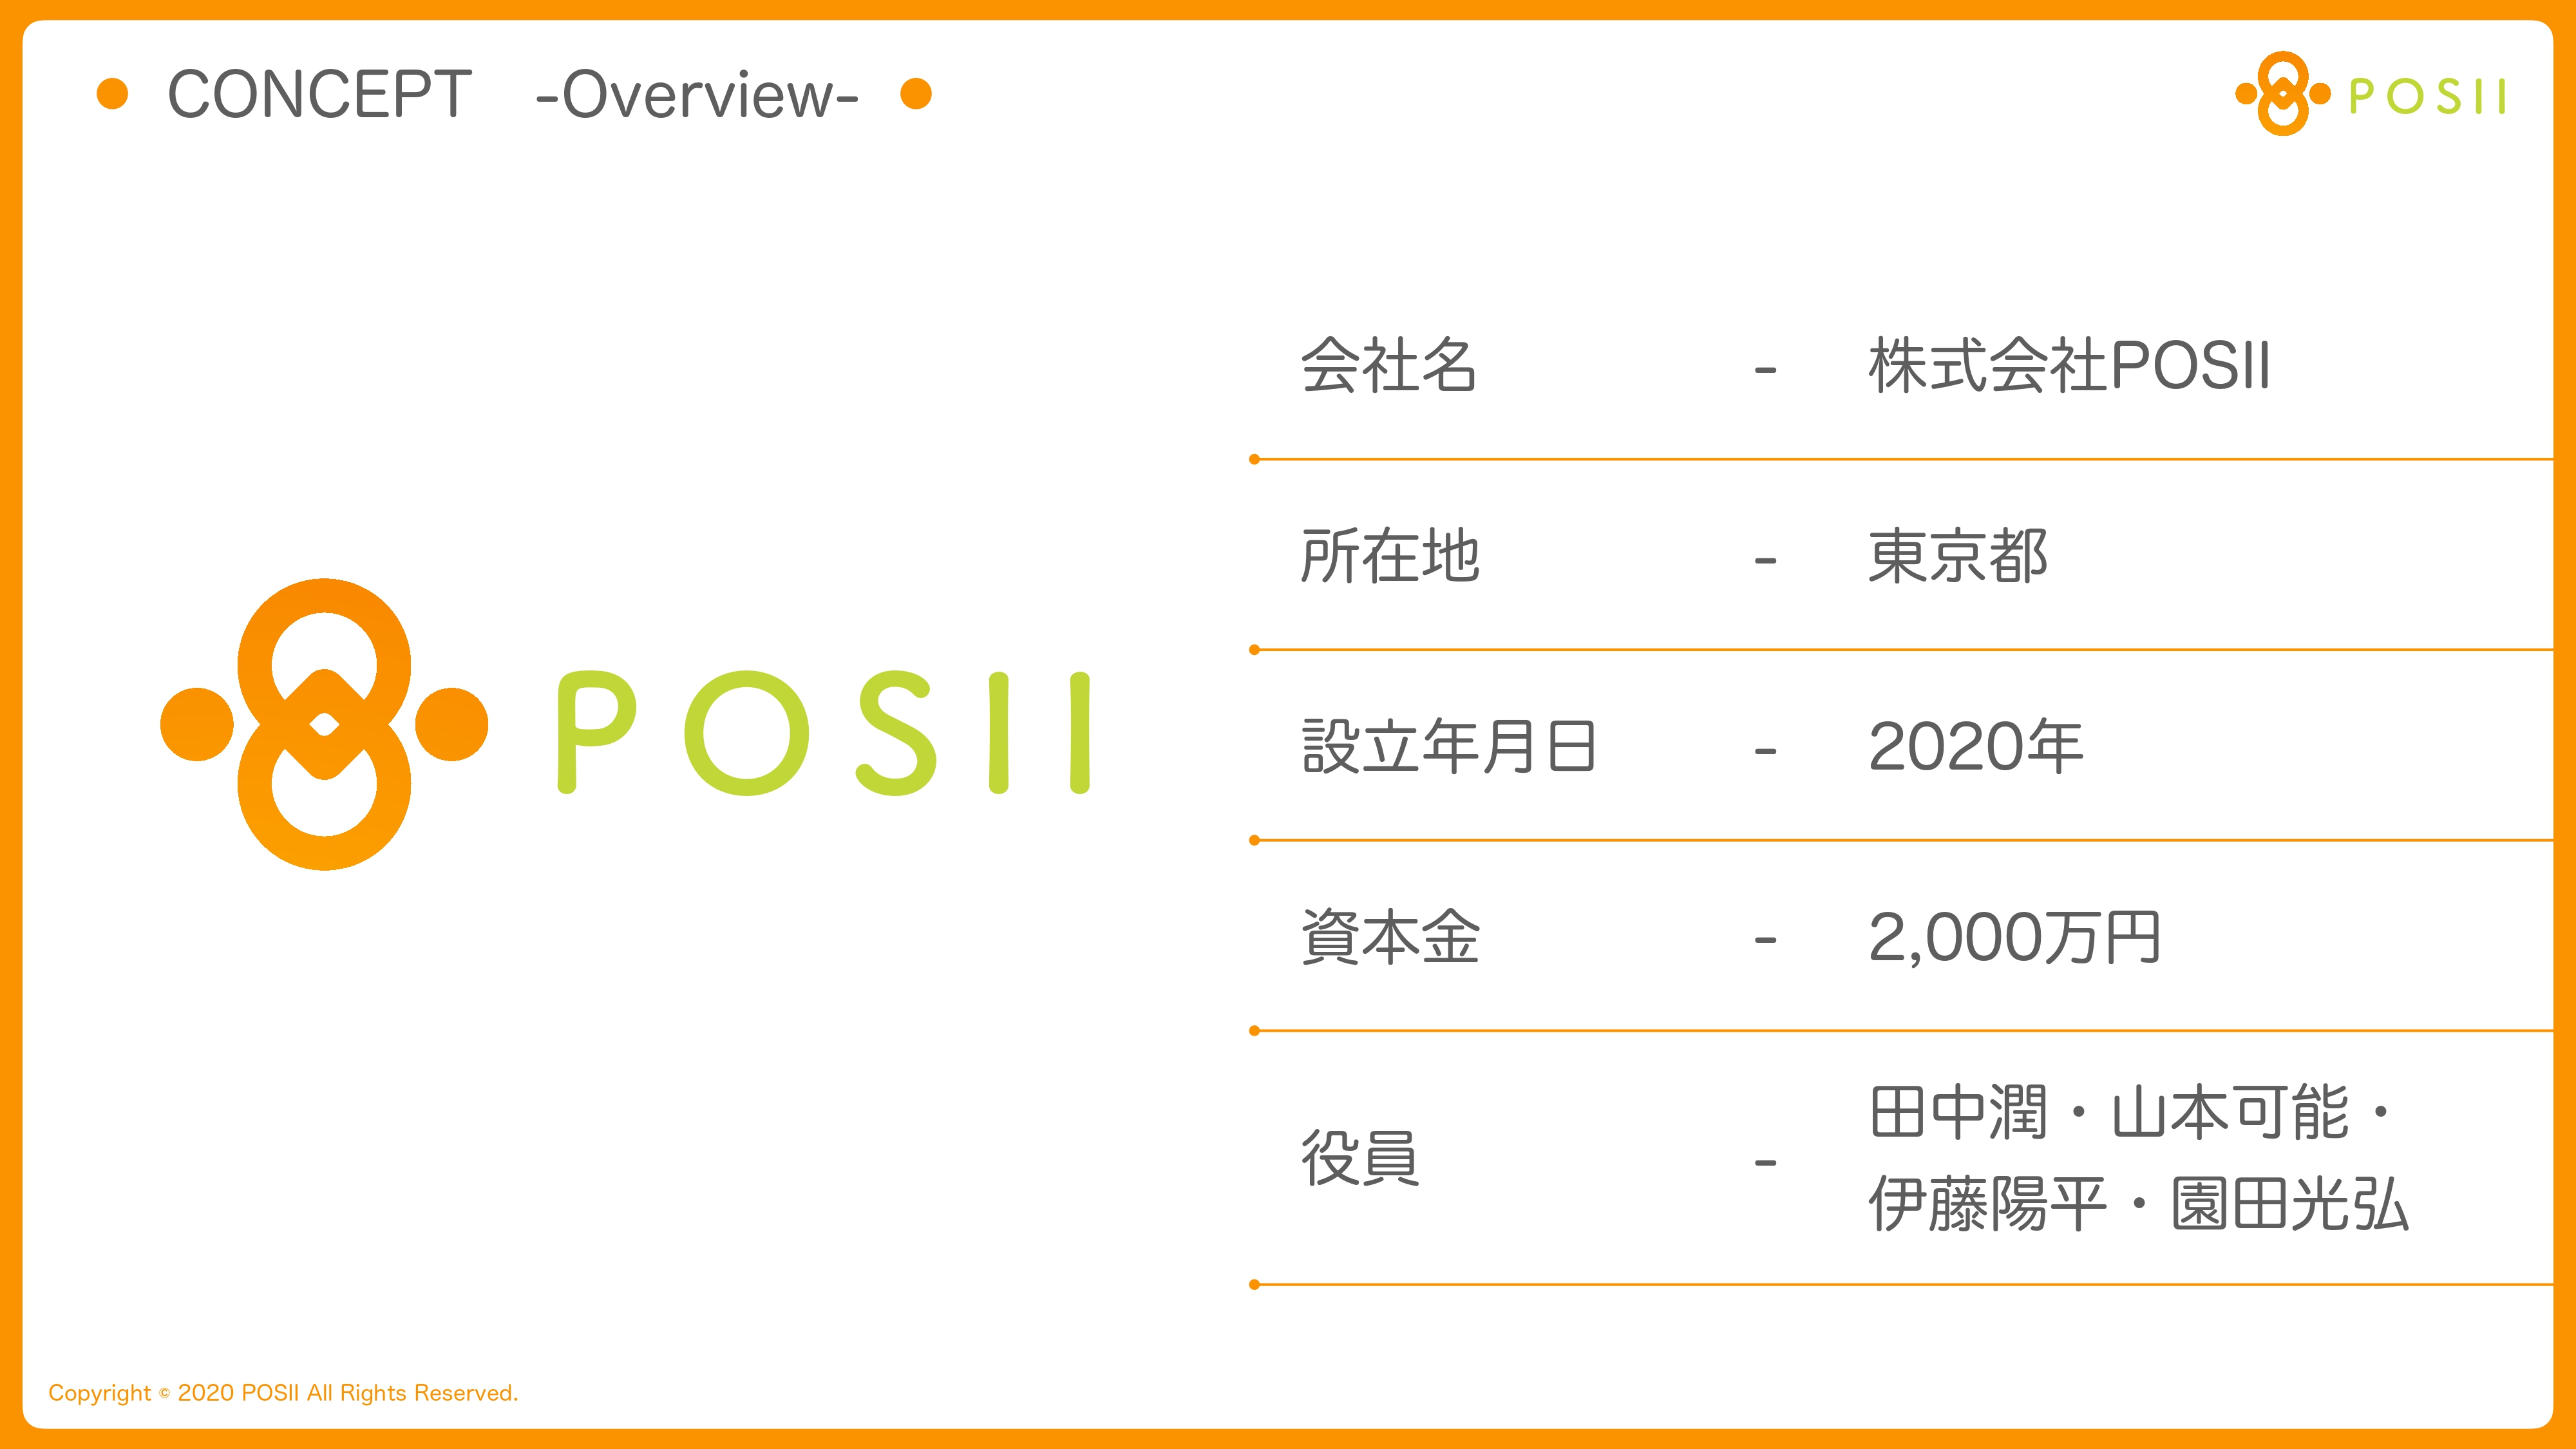 CONCEPT　-Overview-
POSII
POSII
会社名 - 株式会社POSII
所在地 - 東京都
設立年月日 - 2020年
資本金 - 2,000万円
役員 - 田中潤・山本可能・
伊藤陽平・園田光弘
Copyright © 2020 POSII All Rights Reserved.